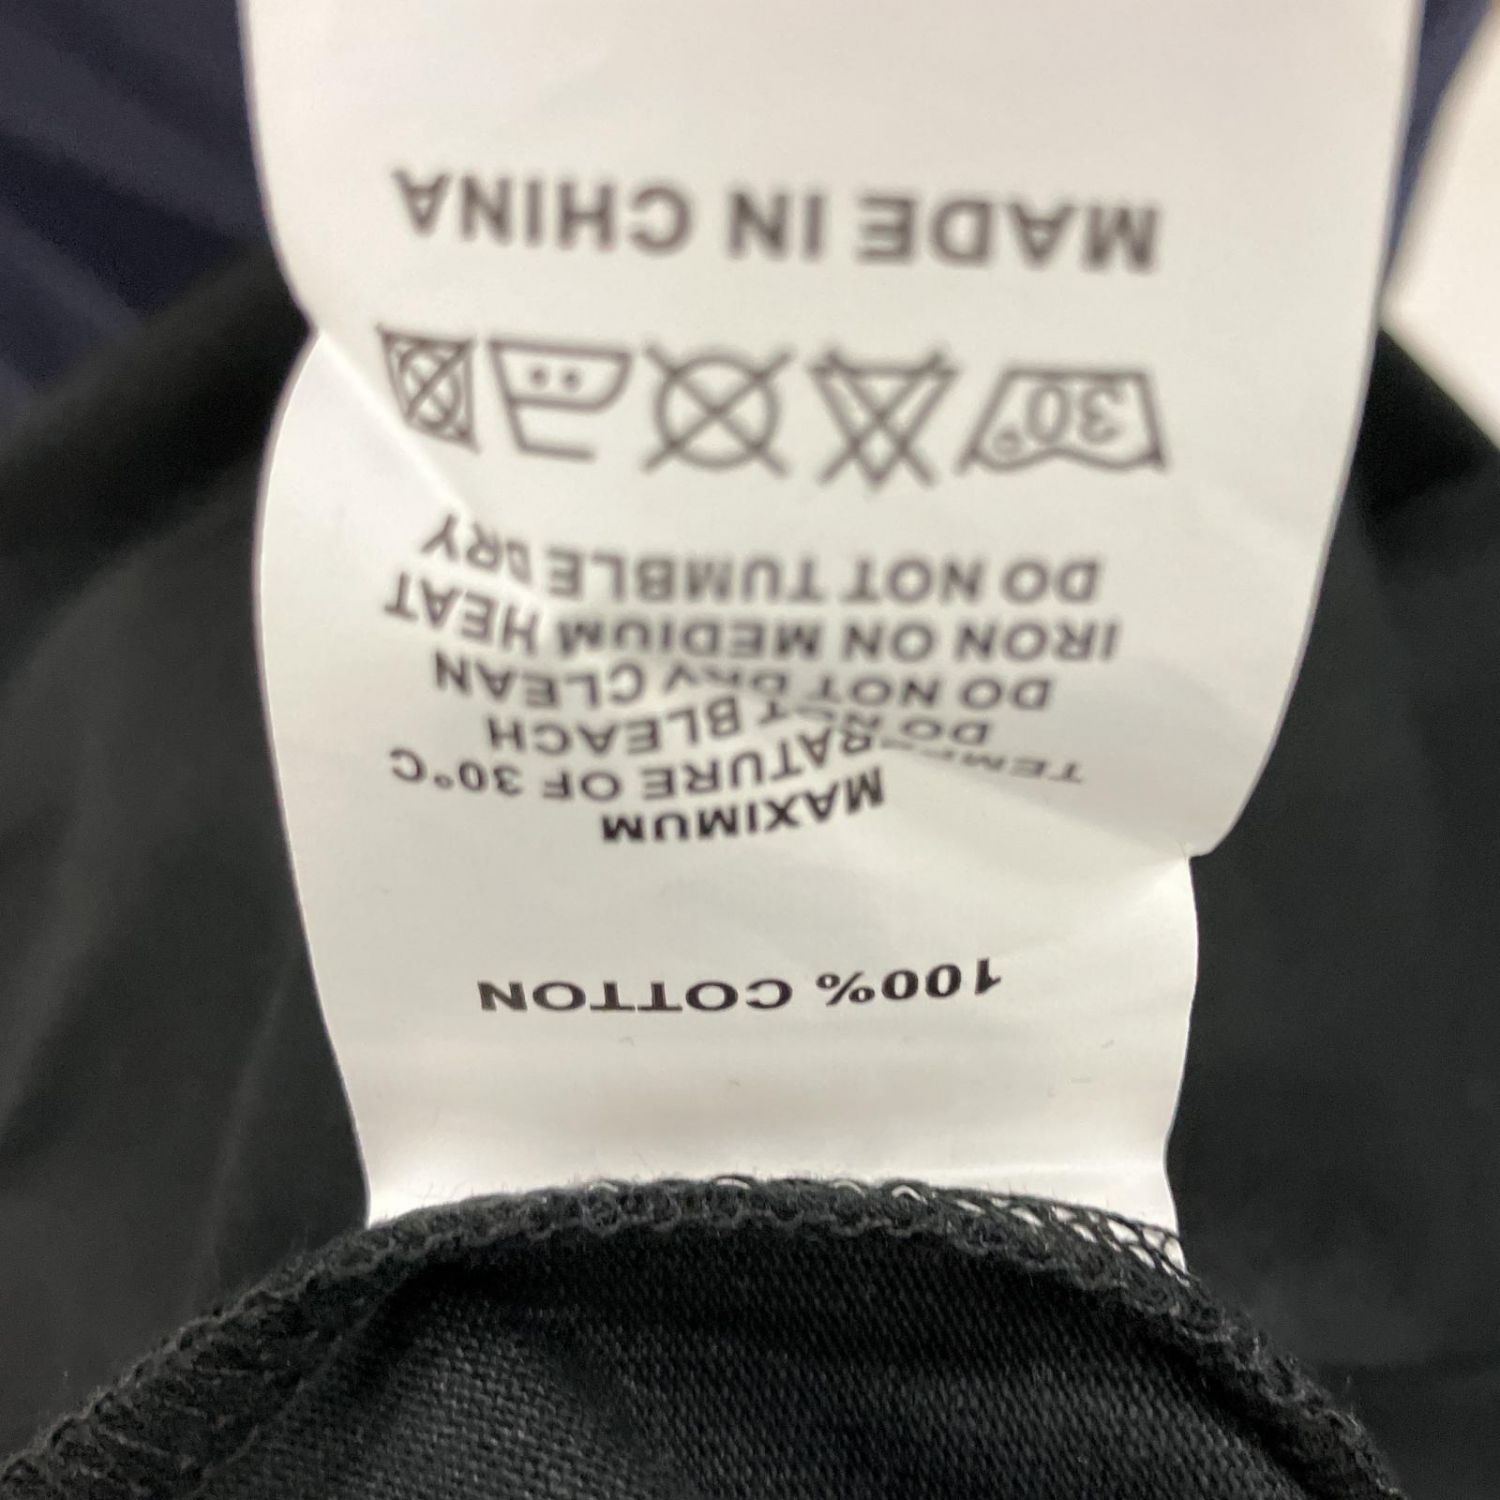 100% COTTON
MAXIMUM
TEMPERATURE OF 30°C
DO NOT BLEACH
DO NOT DRY CLEAN
IRON ON MEDIUM HEAT
DO NOT TUMBLE DRY
30°
MADE IN CHINA